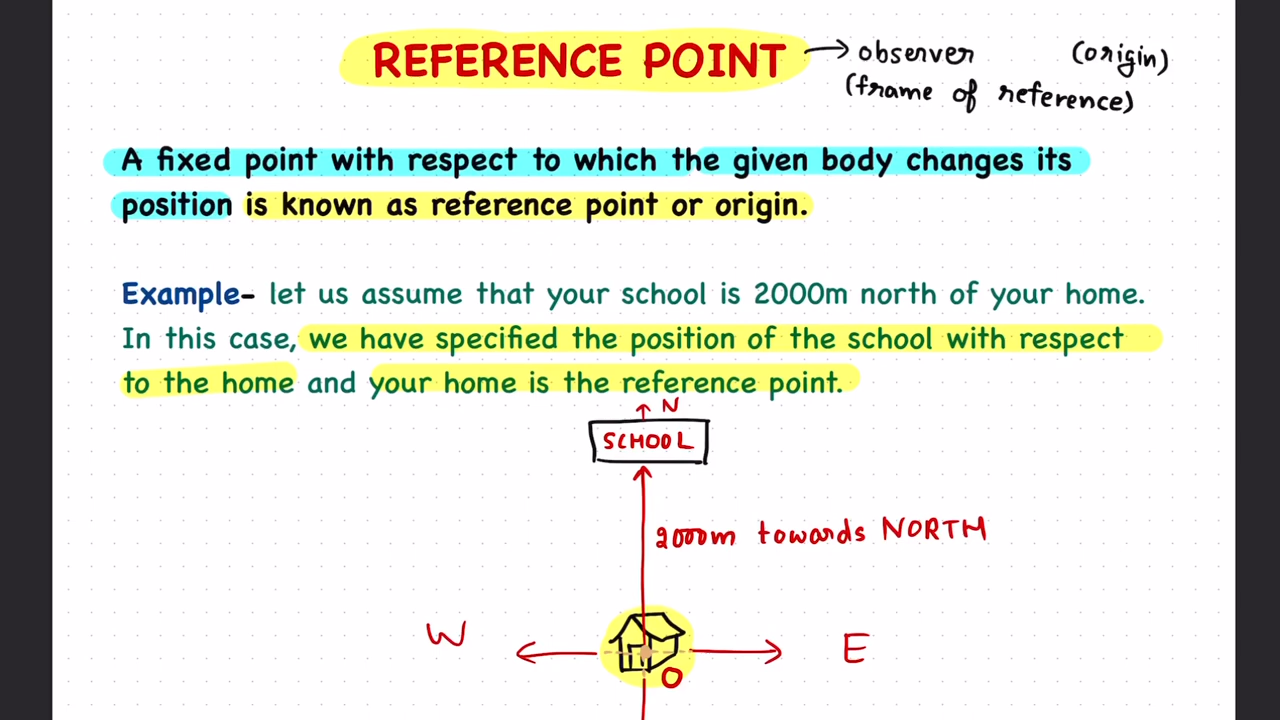 REFERENCE POINT → observer (origin)
(frame of reference)
A fixed point with respect to which the given body changes its
position is known as reference point or origin.
Example- let us assume that your school is 2000m north of your home.
In this case, we have specified the position of the school with respect
to the home and your home is the reference point.
N
SCHOOL
2000m towards NORTH
W E
O